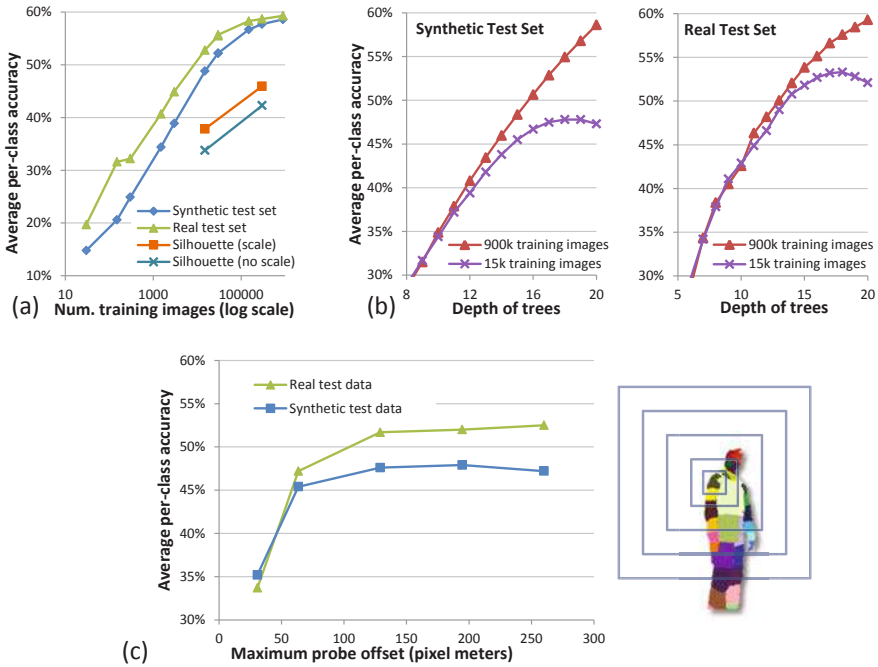 60%
50%
40%
30%
20%
10%
Average per-class accuracy
Synthetic test set
Real test set
Silhouette (scale)
Silhouette (no scale)
10
1000
100000
Num. training images (log scale)
(a)
60%
55%
50%
45%
40%
35%
30%
Average per-class accuracy
Synthetic Test Set
900k training images
15k training images
8
12
16
20
Depth of trees
(b)
60%
55%
50%
45%
40%
35%
30%
Real Test Set
900k training images
15k training images
5
10
15
20
Depth of trees
60%
55%
50%
45%
40%
35%
30%
Average per-class accuracy
Real test data
Synthetic test data
0
50
100
150
200
250
300
Maximum probe offset (pixel meters)
(c)